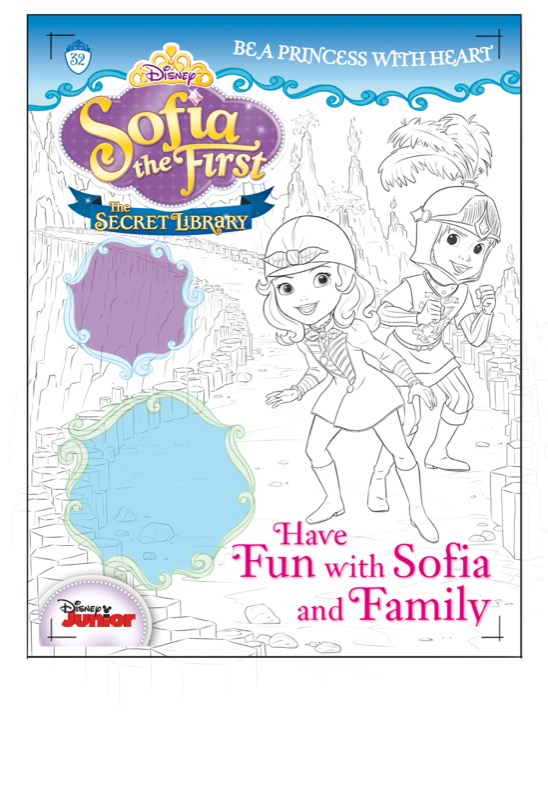 32
BE A PRINCESS WITH HEART
Disney
Sofia
the First
The
Secret Library
Have
Fun with Sofia
and Family
Disney
Junior